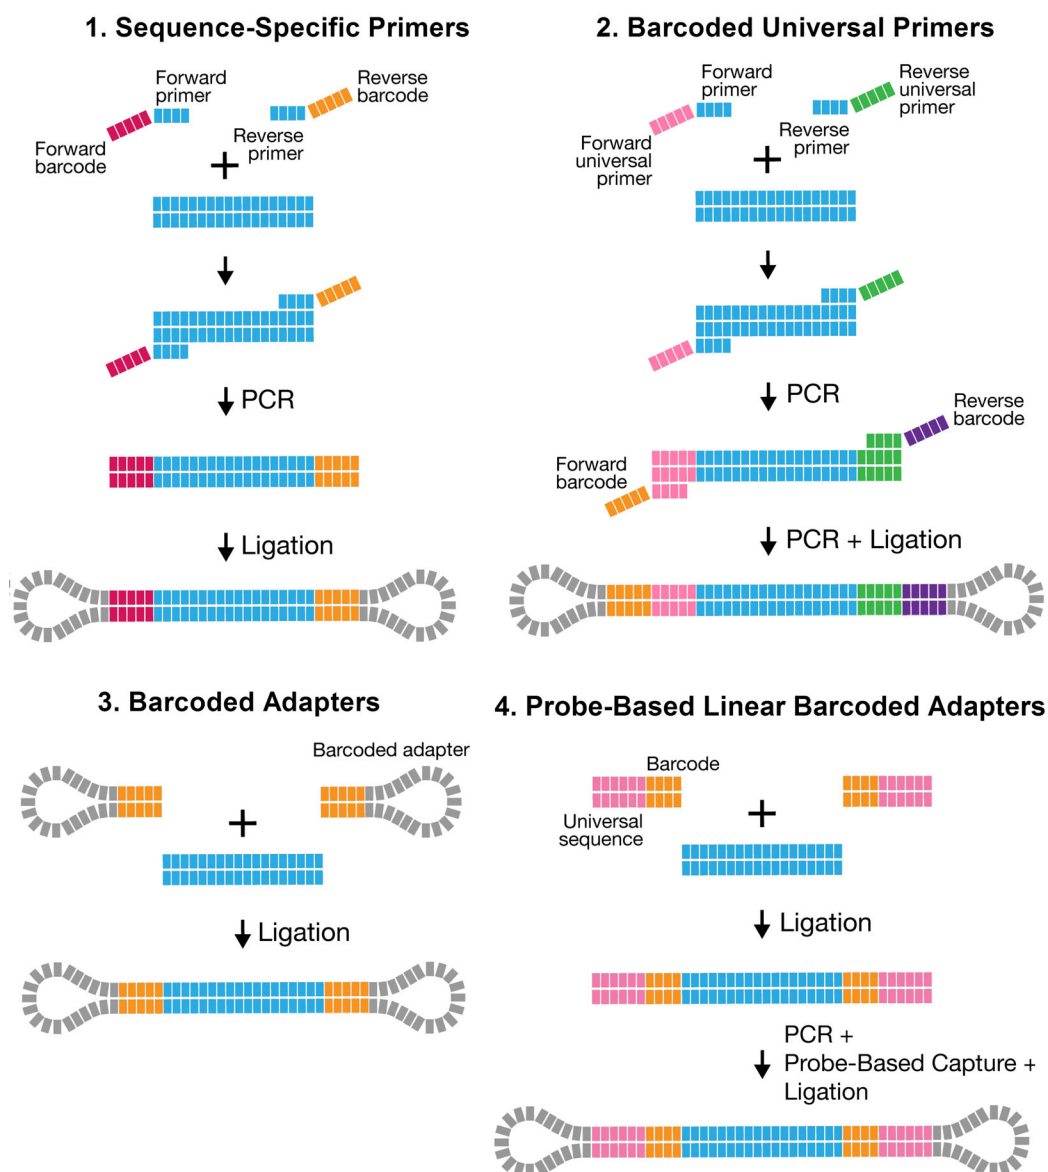 1. Sequence-Specific Primers
Forward
primer
Reverse
barcode
Forward
barcode
Reverse
primer
+
PCR
Ligation
2. Barcoded Universal Primers
Forward
primer
Reverse
universal
primer
Forward
universal
primer
Reverse
primer
+
PCR
Reverse
barcode
Forward
barcode
PCR + Ligation
3. Barcoded Adapters
Barcoded adapter
+
Ligation
4. Probe-Based Linear Barcoded Adapters
Barcode
Universal
sequence
+
Ligation
PCR +
Probe-Based Capture +
Ligation